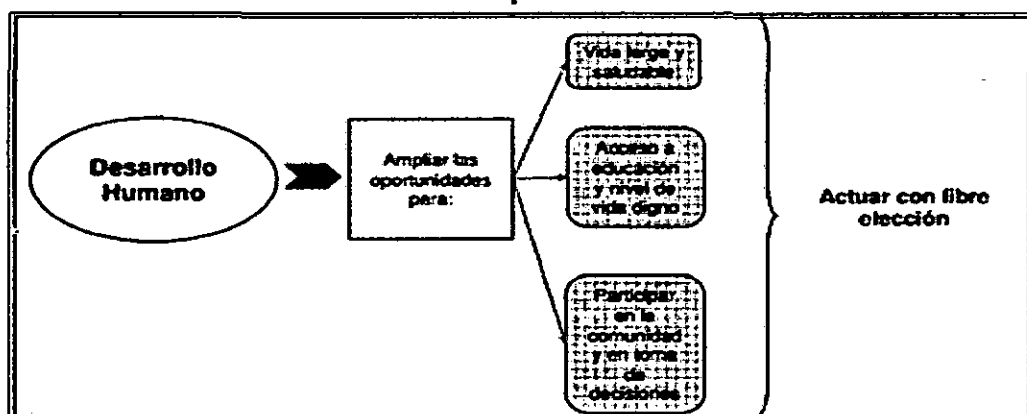 Desarrollo
Humano
Ampliar las
oportunidades
para:
Vida larga y
saludable
Acceso a
educación
y nivel de
vida digno
Participar
en la
comunidad
y en toma
de
decisiones
Actuar con libre
elección